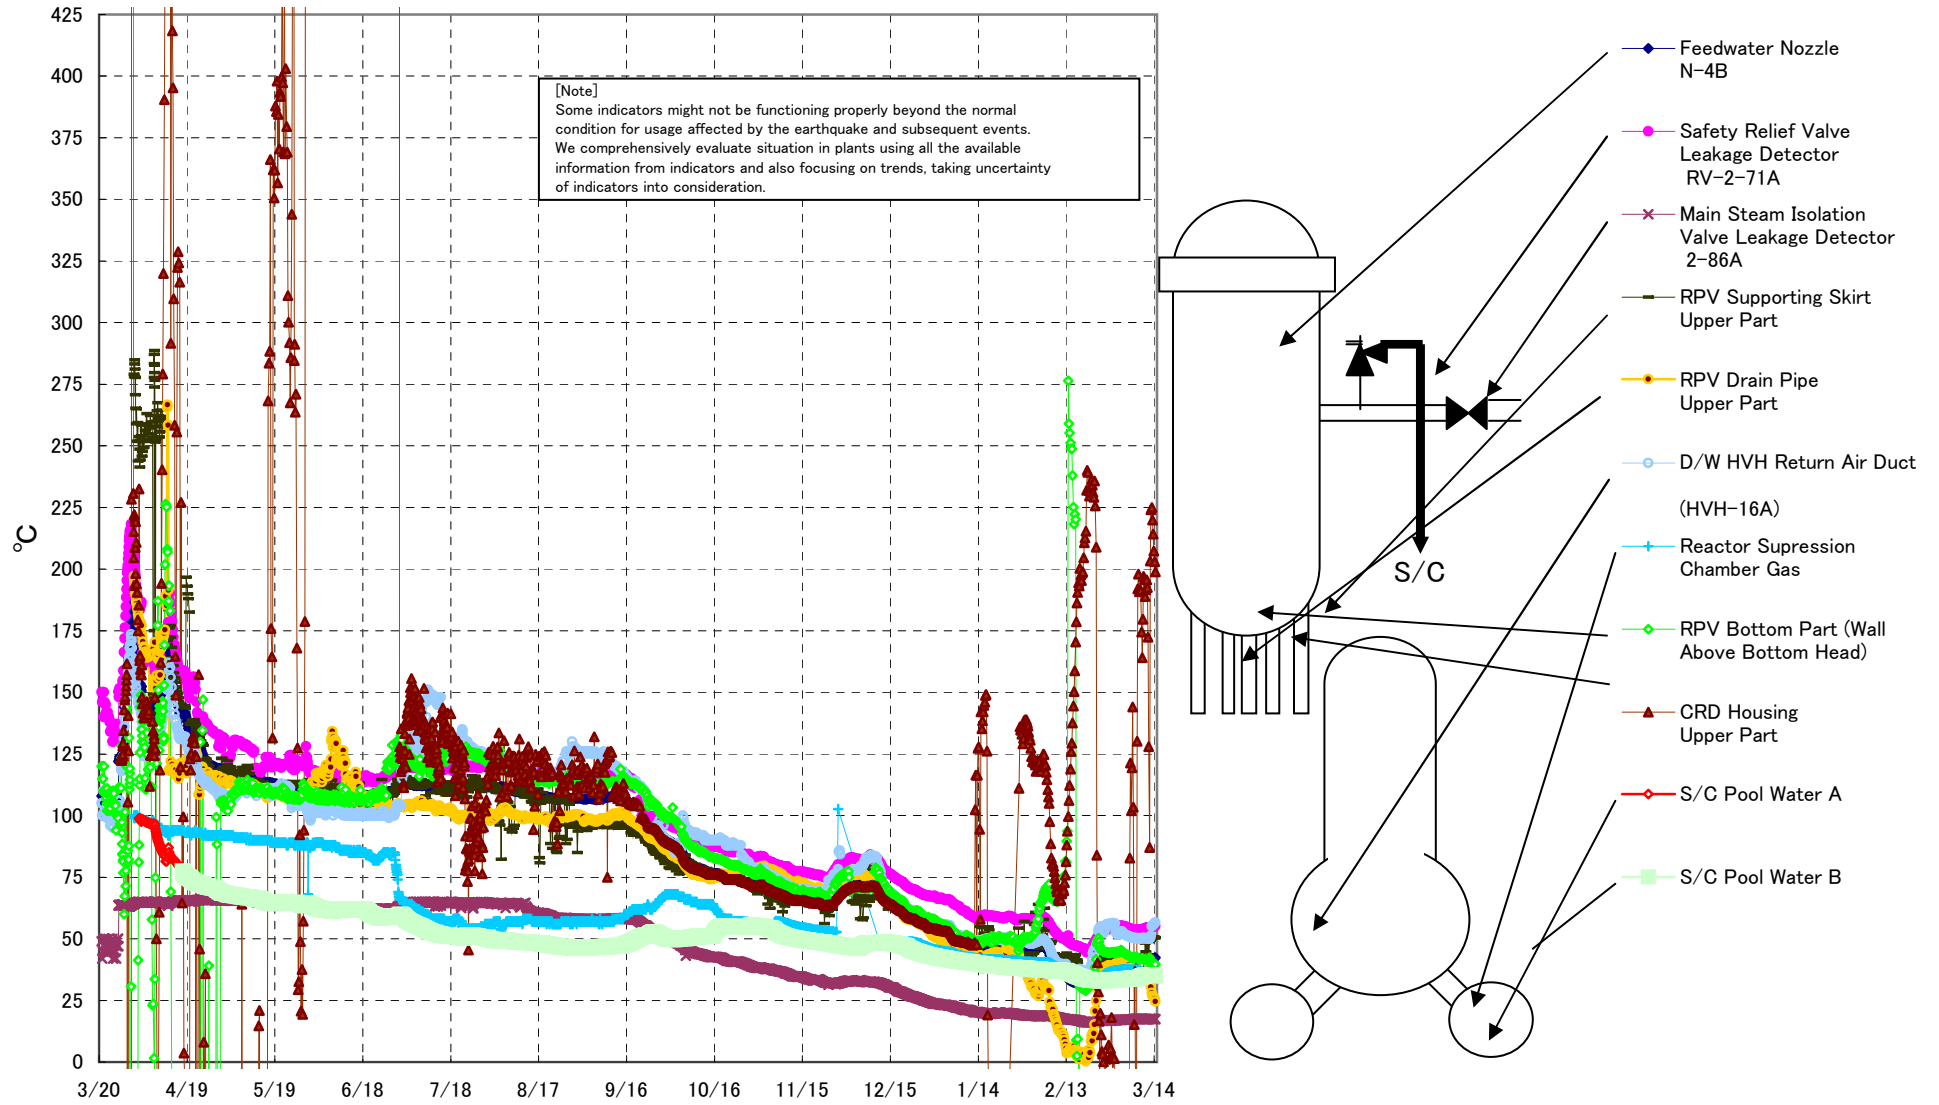 425
400
375
350
325
300
275
250
225
200
175
150
125
100
75
50
25
0
°C
3/20 4/19 5/19 6/18 7/18 8/17 9/16 10/16 11/15 12/15 1/14 2/13 3/14
[Note]
Some indicators might not be functioning properly beyond the normal
condition for usage affected by the earthquake and subsequent events.
We comprehensively evaluate situation in plants using all the available
information from indicators and also focusing on trends, taking uncertainty
of indicators into consideration.
S/C
Feedwater Nozzle
N-4B
Safety Relief Valve
Leakage Detector
RV-2-71A
Main Steam Isolation
Valve Leakage Detector
2-86A
RPV Supporting Skirt
Upper Part
RPV Drain Pipe
Upper Part
D/W HVH Return Air Duct
(HVH-16A)
Reactor Supression
Chamber Gas
RPV Bottom Part (Wall
Above Bottom Head)
CRD Housing
Upper Part
S/C Pool Water A
S/C Pool Water B